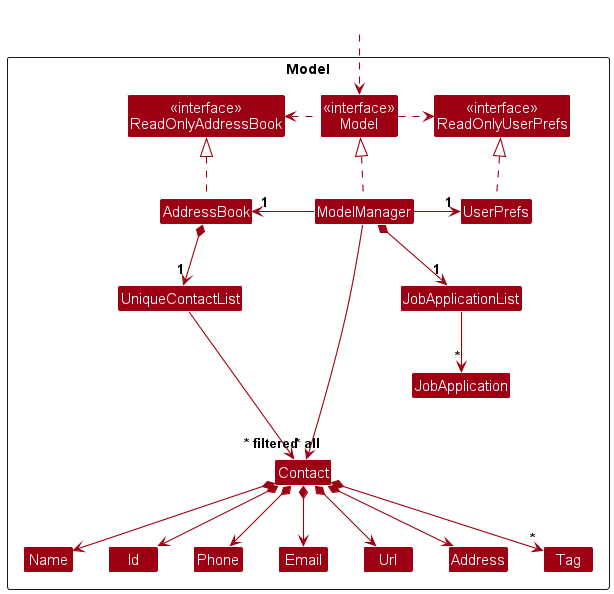 Model
«interface»
ReadOnlyAddressBook
«interface»
Model
«interface»
ReadOnlyUserPrefs
1
1
AddressBook
ModelManager
UserPrefs
1
1
UniqueContactList
JobApplicationList
*
JobApplication
* filtered
* all
Contact
*
Name
Id
Phone
Email
Url
Address
Tag